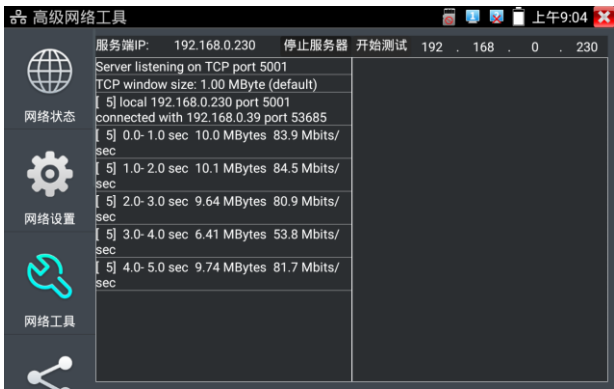 高级网络工具
上午9:04
网络状态
网络设置
网络工具
服务端IP: 192.168.0.230 停止服务器 开始测试 192 . 168 . 0 . 230
Server listening on TCP port 5001
TCP window size: 1.00 MByte (default)
[ 5] local 192.168.0.230 port 5001
connected with 192.168.0.39 port 53685
[ 5] 0.0- 1.0 sec 10.0 MBytes 83.9 Mbits/
sec
[ 5] 1.0- 2.0 sec 10.1 MBytes 84.5 Mbits/
sec
[ 5] 2.0- 3.0 sec 9.64 MBytes 80.9 Mbits/
sec
[ 5] 3.0- 4.0 sec 6.41 MBytes 53.8 Mbits/
sec
[ 5] 4.0- 5.0 sec 9.74 MBytes 81.7 Mbits/
sec